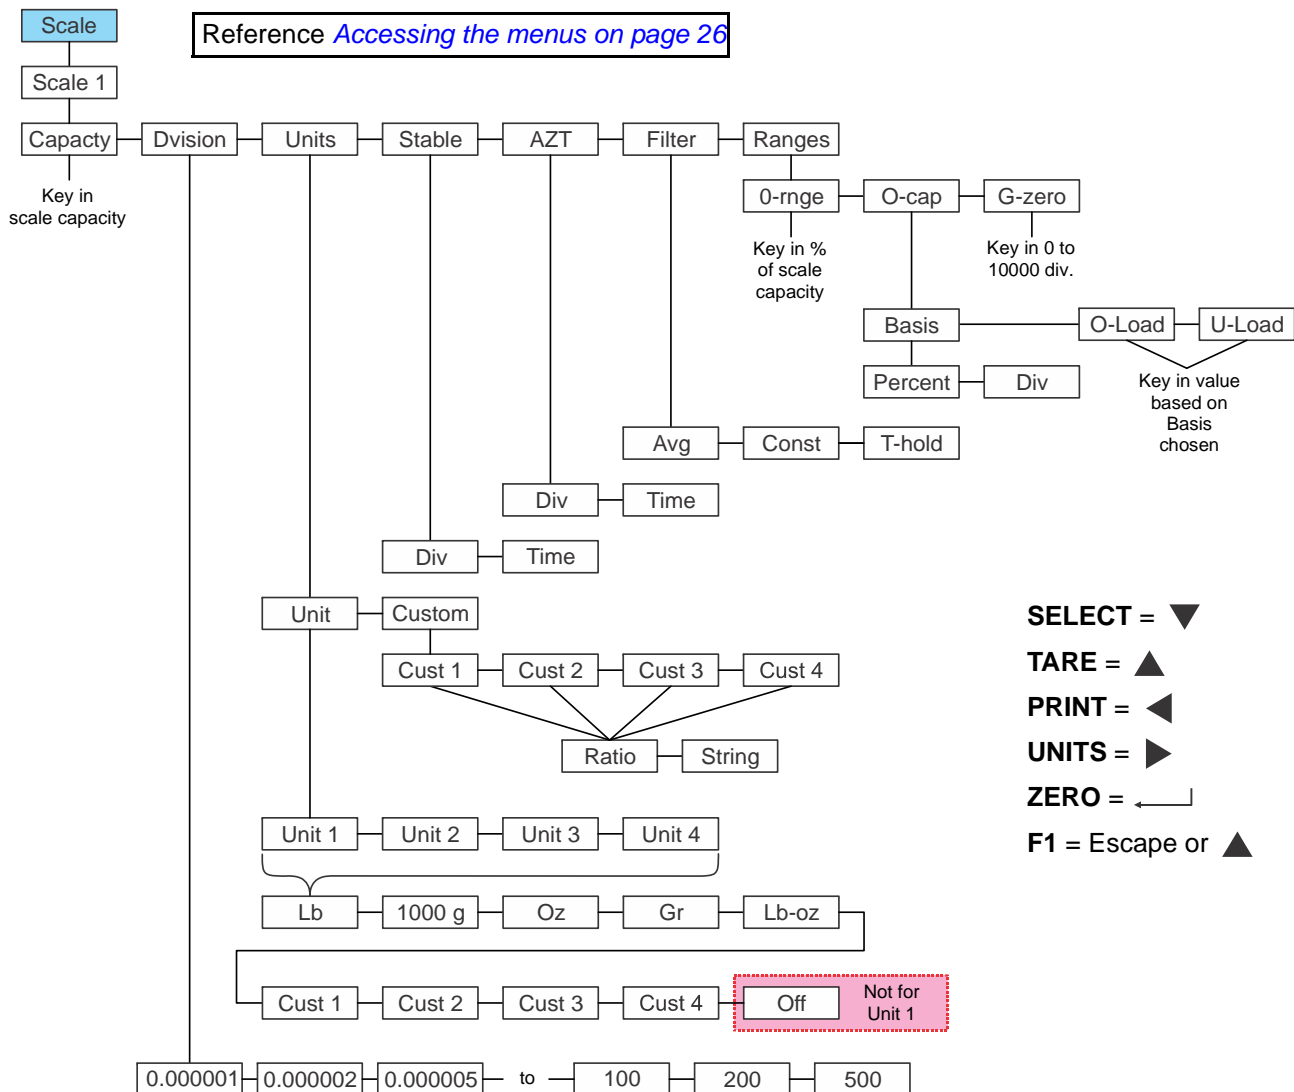 Scale
Reference Accessing the menus on page 26
Scale 1
Capacty Dvision Units Stable AZT Filter Ranges
Key in
scale capacity
0-rnge O-cap G-zero
Key in %
of scale
capacity
Key in 0 to
10000 div.
Basis O-Load U-Load
Percent Div
Key in value
based on
Basis
chosen
Avg Const T-hold
Div Time
Div Time
Unit Custom
Cust 1 Cust 2 Cust 3 Cust 4
Ratio String
SELECT =
TARE =
PRINT =
UNITS =
ZERO =
F1 = Escape or
Unit 1 Unit 2 Unit 3 Unit 4
Lb 1000 g Oz Gr Lb-oz
Cust 1 Cust 2 Cust 3 Cust 4 Off
Not for
Unit 1
0.000001 0.000002 0.000005 to 100 200 500